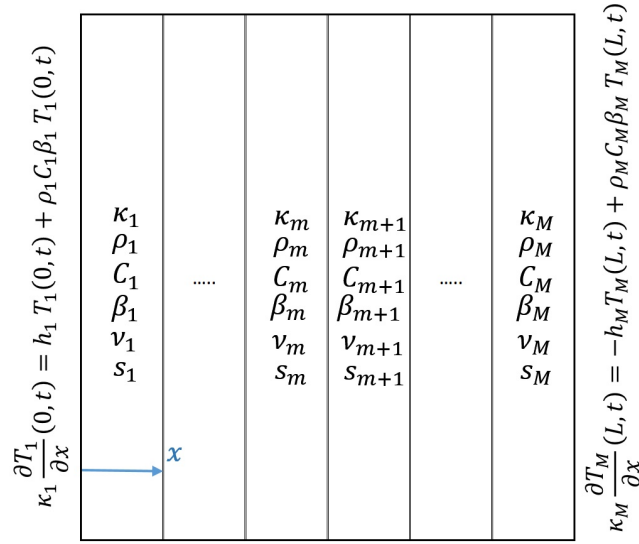 ∂T₁/∂x
κ₁ ∂T₁/∂x (0, t) = h₁ T₁(0, t) + ρ₁C₁β₁ T₁(0, t)
κ₁
ρ₁
C₁
β₁
ν₁
s₁
.....
κₘ
ρₘ
Cₘ
βₘ
νₘ
sₘ
κₘ₊₁
ρₘ₊₁
Cₘ₊₁
βₘ₊₁
νₘ₊₁
sₘ₊₁
.....
κ_M
ρ_M
C_M
β_M
ν_M
s_M
x
κ_M ∂T_M/∂x (L, t) = −h_M T_M(L, t) + ρ_M C_M β_M T_M(L, t)